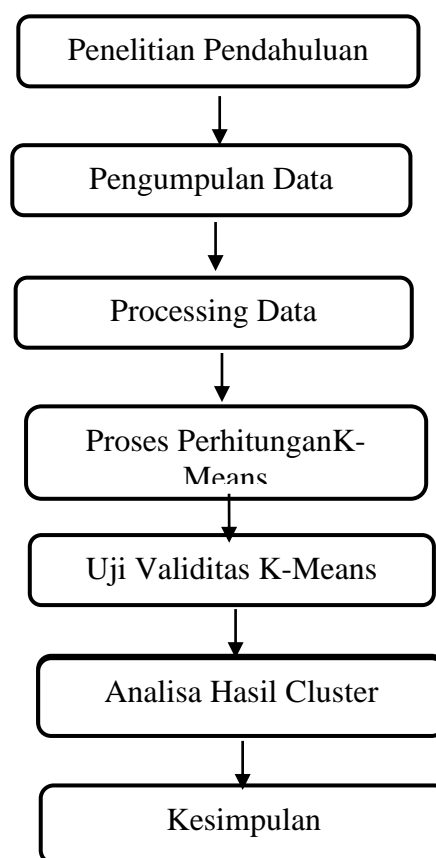 Penelitian Pendahuluan
Pengumpulan Data
Processing Data
Proses PerhitunganK-
Means
Uji Validitas K-Means
Analisa Hasil Cluster
Kesimpulan